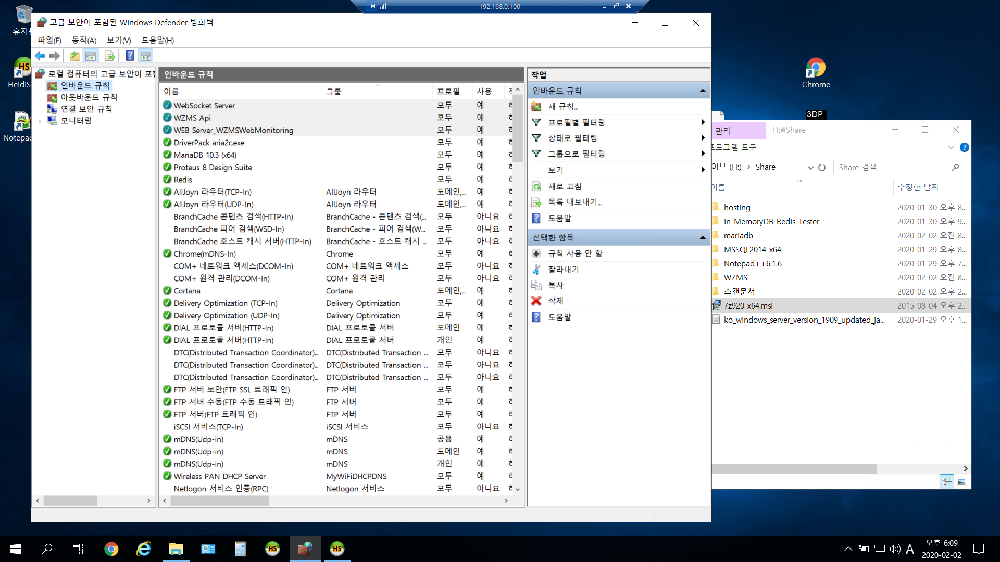 192.168.0.100
휴지통
HeidiS
Notepa
Chrome
3DP
고급 보안이 포함된 Windows Defender 방화벽
파일(F) 동작(A) 보기(V) 도움말(H)
로컬 컴퓨터의 고급 보안이 포함
인바운드 규칙
아웃바운드 규칙
연결 보안 규칙
모니터링
인바운드 규칙
이름 그룹 프로필 사용
WebSocket Server 모두 예
WZMS Api 모두 예
WEB Server_WZMSWebMonitoring 모두 예
DriverPack aria2c.exe 모두 예
MariaDB 10.3 (x64) 모두 예
Proteus 8 Design Suite 모두 예
Redis 모두 예
AllJoyn 라우터(TCP-In) AllJoyn 라우터 도메인,... 예
AllJoyn 라우터(UDP-In) AllJoyn 라우터 도메인,... 예
BranchCache 콘텐츠 검색(HTTP-In) BranchCache - 콘텐츠 검색(... 모두 아니요
BranchCache 피어 검색(WSD-In) BranchCache - 피어 검색(W... 모두 아니요
BranchCache 호스트 캐시 서버(HTTP-In) BranchCache - 호스트 캐시 ... 모두 아니요
Chrome(mDNS-In) Chrome 모두 예
COM+ 네트워크 액세스(DCOM-In) COM+ 네트워크 액세스 모두 아니요
COM+ 원격 관리(DCOM-In) COM+ 원격 관리 모두 아니요
Cortana Cortana 도메인,... 예
Delivery Optimization (TCP-In) Delivery Optimization 모두 예
Delivery Optimization (UDP-In) Delivery Optimization 모두 예
DIAL 프로토콜 서버(HTTP-In) DIAL 프로토콜 서버 도메인 예
DIAL 프로토콜 서버(HTTP-In) DIAL 프로토콜 서버 개인 예
DTC(Distributed Transaction Coordinator)... DTC(Distributed Transaction ... 모두 아니요
DTC(Distributed Transaction Coordinator)... DTC(Distributed Transaction ... 모두 아니요
DTC(Distributed Transaction Coordinator)... DTC(Distributed Transaction ... 모두 아니요
FTP 서버 보안(FTP SSL 트래픽 인) FTP 서버 모두 예
FTP 서버 수동(FTP 수동 트래픽 인) FTP 서버 모두 예
FTP 서버(FTP 트래픽 인) FTP 서버 모두 예
iSCSI 서비스(TCP-In) iSCSI 서비스 모두 아니요
mDNS(Udp-in) mDNS 공용 예
mDNS(Udp-in) mDNS 도메인 예
mDNS(Udp-in) mDNS 개인 예
Wireless PAN DHCP Server MyWiFiDHCPDNS 모두 예
Netlogon 서비스 인증(RPC) Netlogon 서비스 모두 아니요
작업
인바운드 규칙
새 규칙...
프로필별 필터링
상태로 필터링
그룹으로 필터링
보기
새로 고침
목록 내보내기...
도움말
선택한 항목
규칙 사용 안 함
잘라내기
복사
삭제
도움말
관리 H:₩Share
프로그램 도구
이브 (H:) Share Share 검색
이름 수정한 날짜
hosting 2020-01-30 오후 8...
In_MemoryDB_Redis_Tester 2020-01-30 오후 9...
mariadb 2020-02-02 오전 8...
MSSQL2014_x64 2020-01-29 오후 8...
Notepad++6.1.6 2020-01-29 오후 7...
WZMS 2020-02-02 오전 8...
스캔문서 2020-02-02 오후 2...
7z920-x64.msi 2015-08-04 오후 2...
ko_windows_server_version_1909_updated_ja... 2020-01-29 오후 1...
A
오후 6:09
2020-02-02